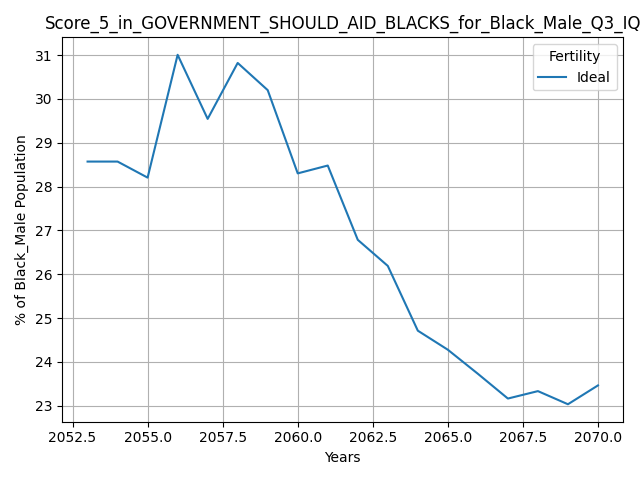 Score_5_in_GOVERNMENT_SHOULD_AID_BLACKS_for_Black_Male_Q3_IQ
Fertility
Ideal
31
30
29
28
27
26
25
24
23
% of Black_Male Population
2052.5 2055.0 2057.5 2060.0 2062.5 2065.0 2067.5 2070.0
Years